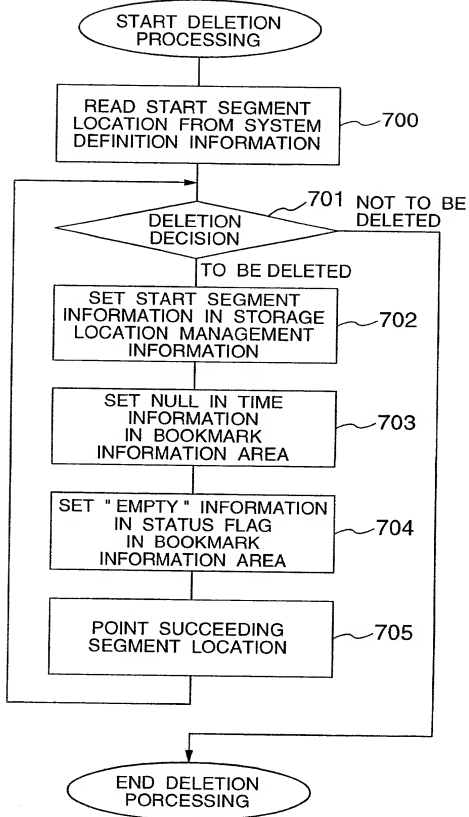 START DELETION
PROCESSING
READ START SEGMENT
LOCATION FROM SYSTEM
DEFINITION INFORMATION
700
701
NOT TO BE
DELETED
DELETION
DECISION
TO BE DELETED
SET START SEGMENT
INFORMATION IN STORAGE
LOCATION MANAGEMENT
INFORMATION
702
SET NULL IN TIME
INFORMATION
IN BOOKMARK
INFORMATION AREA
703
SET "EMPTY" INFORMATION
IN STATUS FLAG
IN BOOKMARK
INFORMATION AREA
704
POINT SUCCEEDING
SEGMENT LOCATION
705
END DELETION
PORCESSING